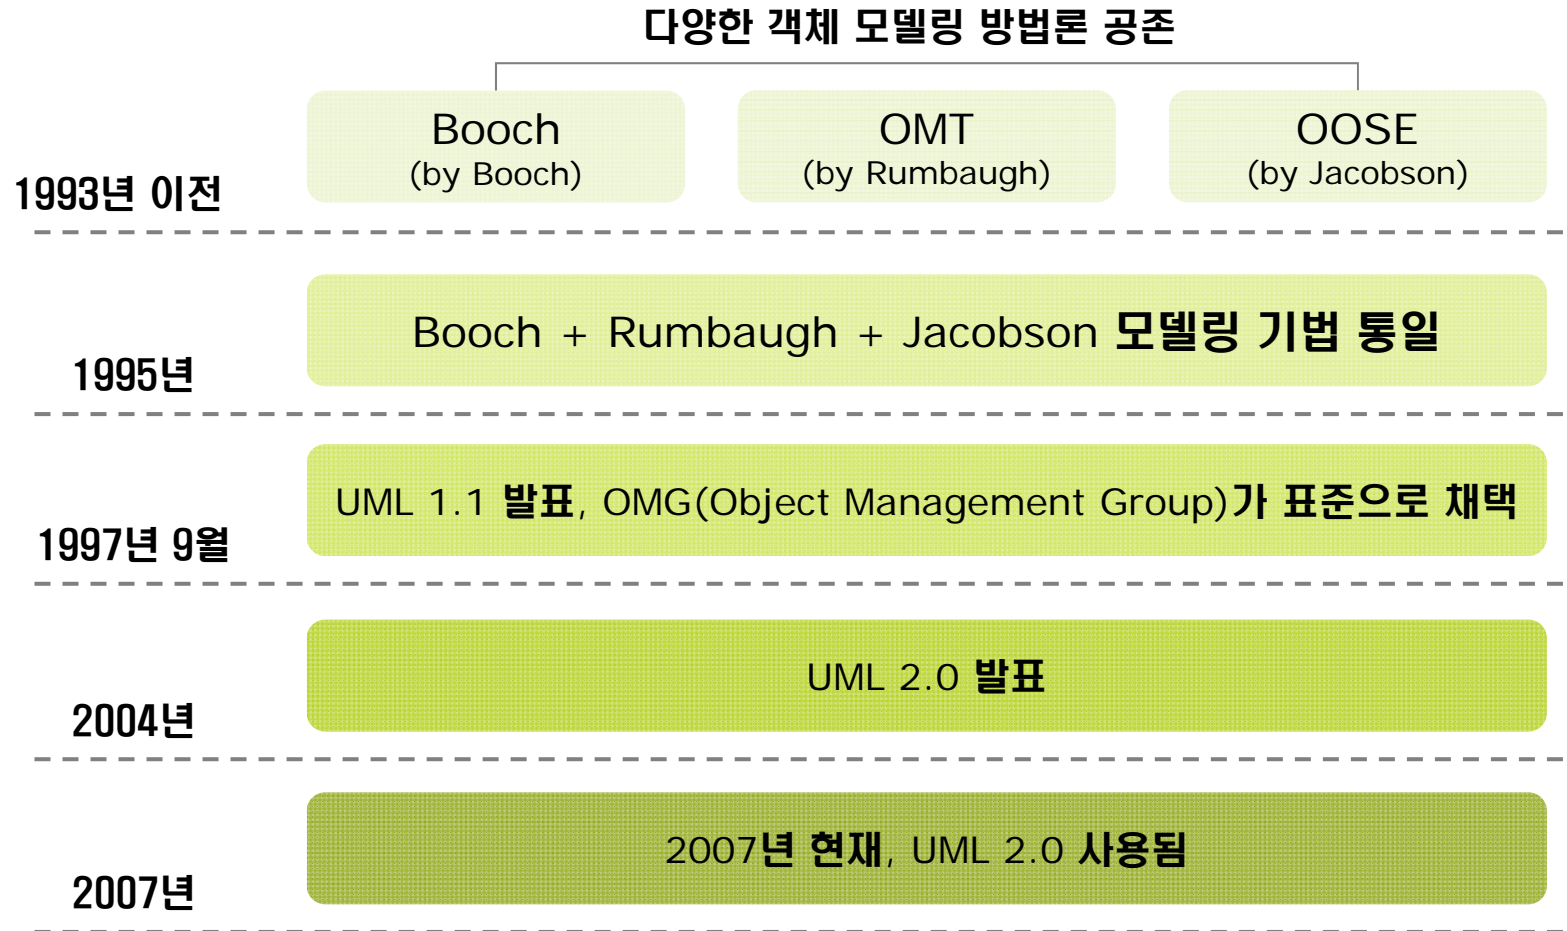 다양한 객체 모델링 방법론 공존
Booch
(by Booch)
OMT
(by Rumbaugh)
OOSE
(by Jacobson)
1993년 이전
Booch + Rumbaugh + Jacobson 모델링 기법 통일
1995년
UML 1.1 발표, OMG(Object Management Group)가 표준으로 채택
1997년 9월
UML 2.0 발표
2004년
2007년 현재, UML 2.0 사용됨
2007년